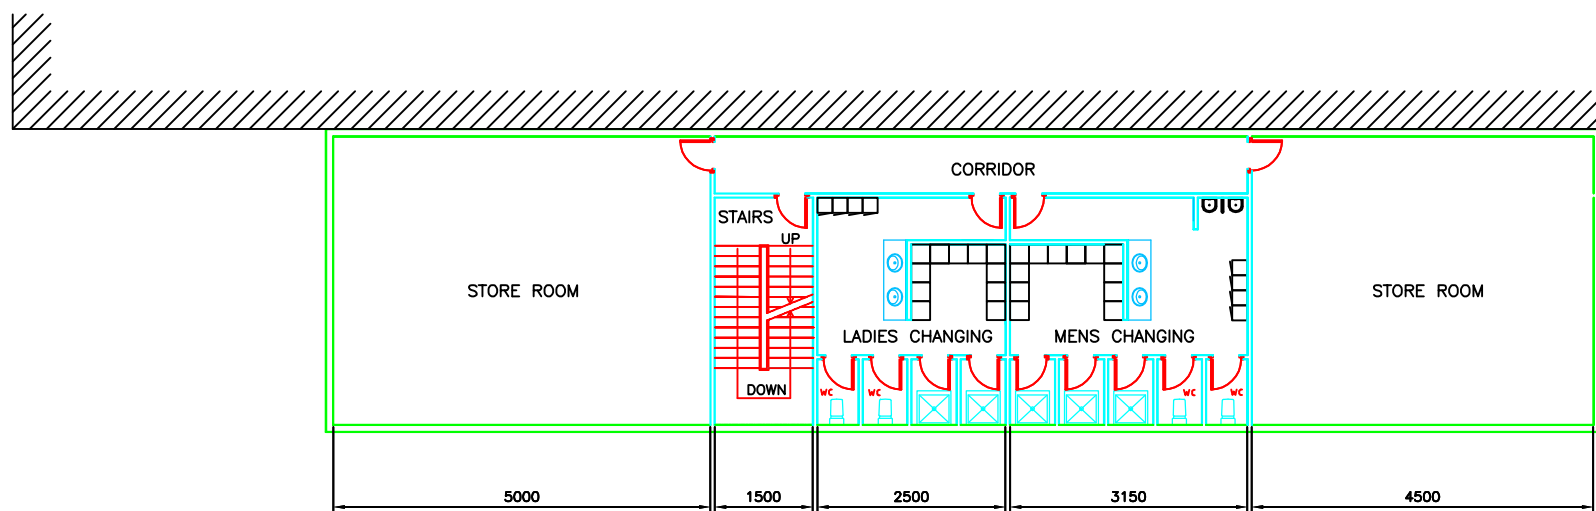 CORRIDOR
STAIRS
UP
STORE ROOM
STORE ROOM
LADIES CHANGING
MENS CHANGING
DOWN
WC
WC
WC
WC
5000
1500
2500
3150
4500